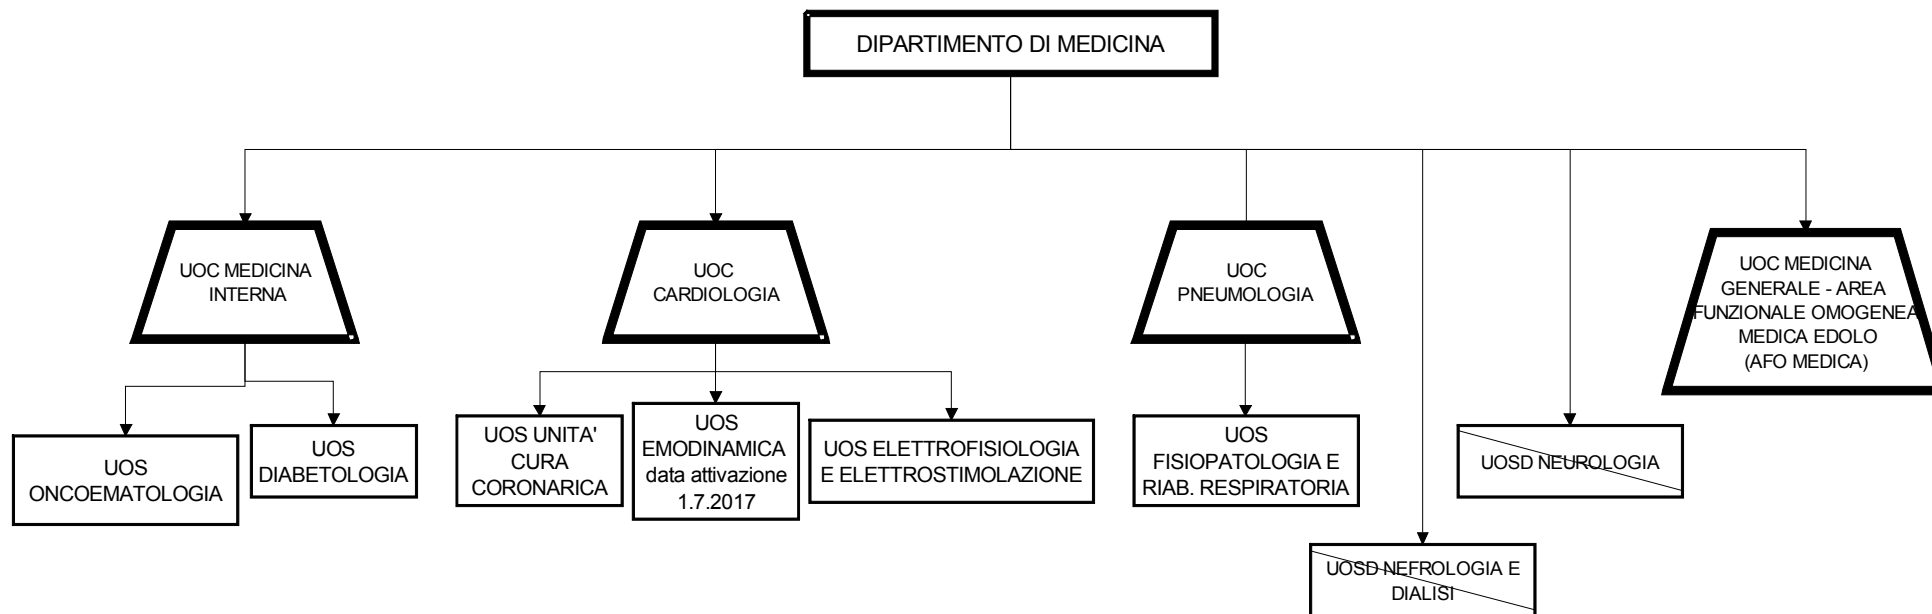 DIPARTIMENTO DI MEDICINA
UOC MEDICINA
INTERNA
UOC
CARDIOLOGIA
UOC
PNEUMOLOGIA
UOC MEDICINA
GENERALE - AREA
FUNZIONALE OMOGENEA
MEDICA EDOLO
(AFO MEDICA)
UOS
ONCOEMATOLOGIA
UOS
DIABETOLOGIA
UOS UNITA'
CURA
CORONARICA
UOS
EMODINAMICA
data attivazione
1.7.2017
UOS ELETTROFISIOLOGIA
E ELETTROSTIMOLAZIONE
UOS
FISIOPATOLOGIA E
RIAB. RESPIRATORIA
UOSD NEUROLOGIA
UOSD NEFROLOGIA E
DIALISI